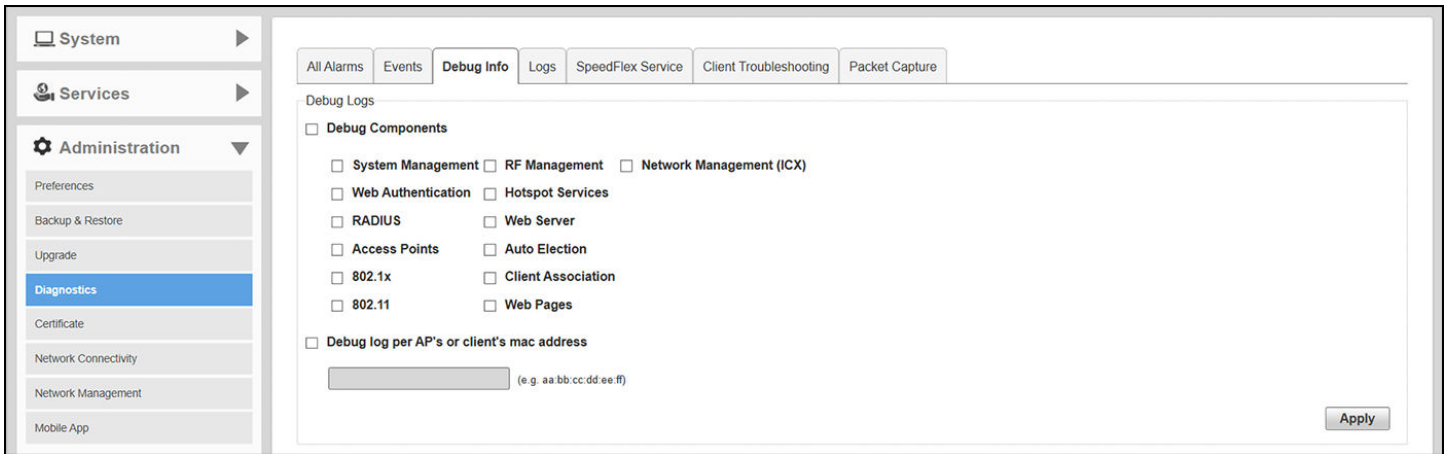 System
Services
Administration
Preferences
Backup & Restore
Upgrade
Diagnostics
Certificate
Network Connectivity
Network Management
Mobile App
All Alarms Events Debug Info Logs SpeedFlex Service Client Troubleshooting Packet Capture
Debug Logs
Debug Components
System Management RF Management Network Management (ICX)
Web Authentication Hotspot Services
RADIUS Web Server
Access Points Auto Election
802.1x Client Association
802.11 Web Pages
Debug log per AP's or client's mac address
(e.g. aa:bb:cc:dd:ee:ff)
Apply